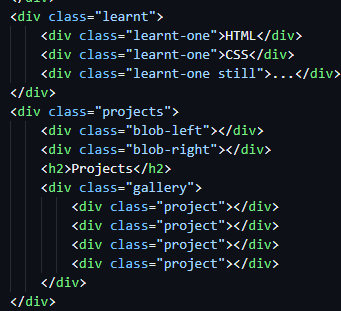 </div>
<div class="learnt">
    <div class="learnt-one">HTML</div>
    <div class="learnt-one">CSS</div>
    <div class="learnt-one still">...</div>
</div>
<div class="projects">
    <div class="blob-left"></div>
    <div class="blob-right"></div>
    <h2>Projects</h2>
    <div class="gallery">
        <div class="project"></div>
        <div class="project"></div>
        <div class="project"></div>
        <div class="project"></div>
    </div>
</div>